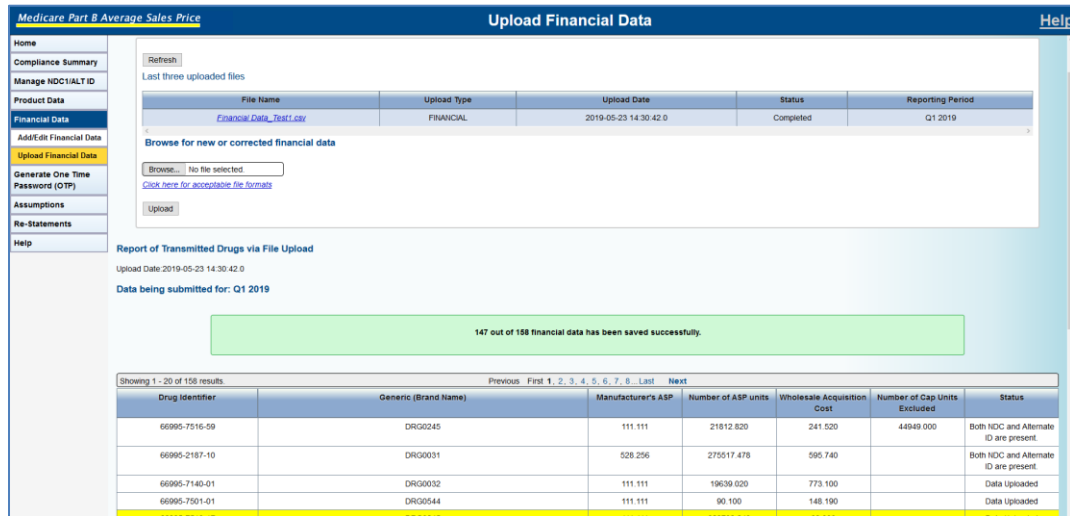 Medicare Part B Average Sales Price
Upload Financial Data
Help
Home
Compliance Summary
Manage NDC1/ALT ID
Product Data
Financial Data
Add/Edit Financial Data
Upload Financial Data
Generate One Time
Password (OTP)
Assumptions
Re-Statements
Help
Refresh
Last three uploaded files
File Name Upload Type Upload Date Status Reporting Period
Financial Data_Test1.csv FINANCIAL 2019-05-23 14:30:42.0 Completed Q1 2019
Browse for new or corrected financial data
Browse... No file selected.
Click here for acceptable file formats
Upload
Report of Transmitted Drugs via File Upload
Upload Date:2019-05-23 14:30:42.0
Data being submitted for: Q1 2019
147 out of 158 financial data has been saved successfully.
Showing 1 - 20 of 158 results. Previous First 1, 2, 3, 4, 5, 6, 7, 8...Last Next
Drug Identifier Generic (Brand Name) Manufacturer's ASP Number of ASP units Wholesale Acquisition Cost Number of Cap Units Excluded Status
66995-7516-59 DRG0245 111.111 21812.820 241.520 44949.000 Both NDC and Alternate ID are present.
66995-2187-10 DRG0031 528.256 275517.478 595.740 Both NDC and Alternate ID are present.
66995-7140-01 DRG0032 111.111 19639.020 773.100 Data Uploaded
66995-7501-01 DRG0544 111.111 90.100 148.190 Data Uploaded